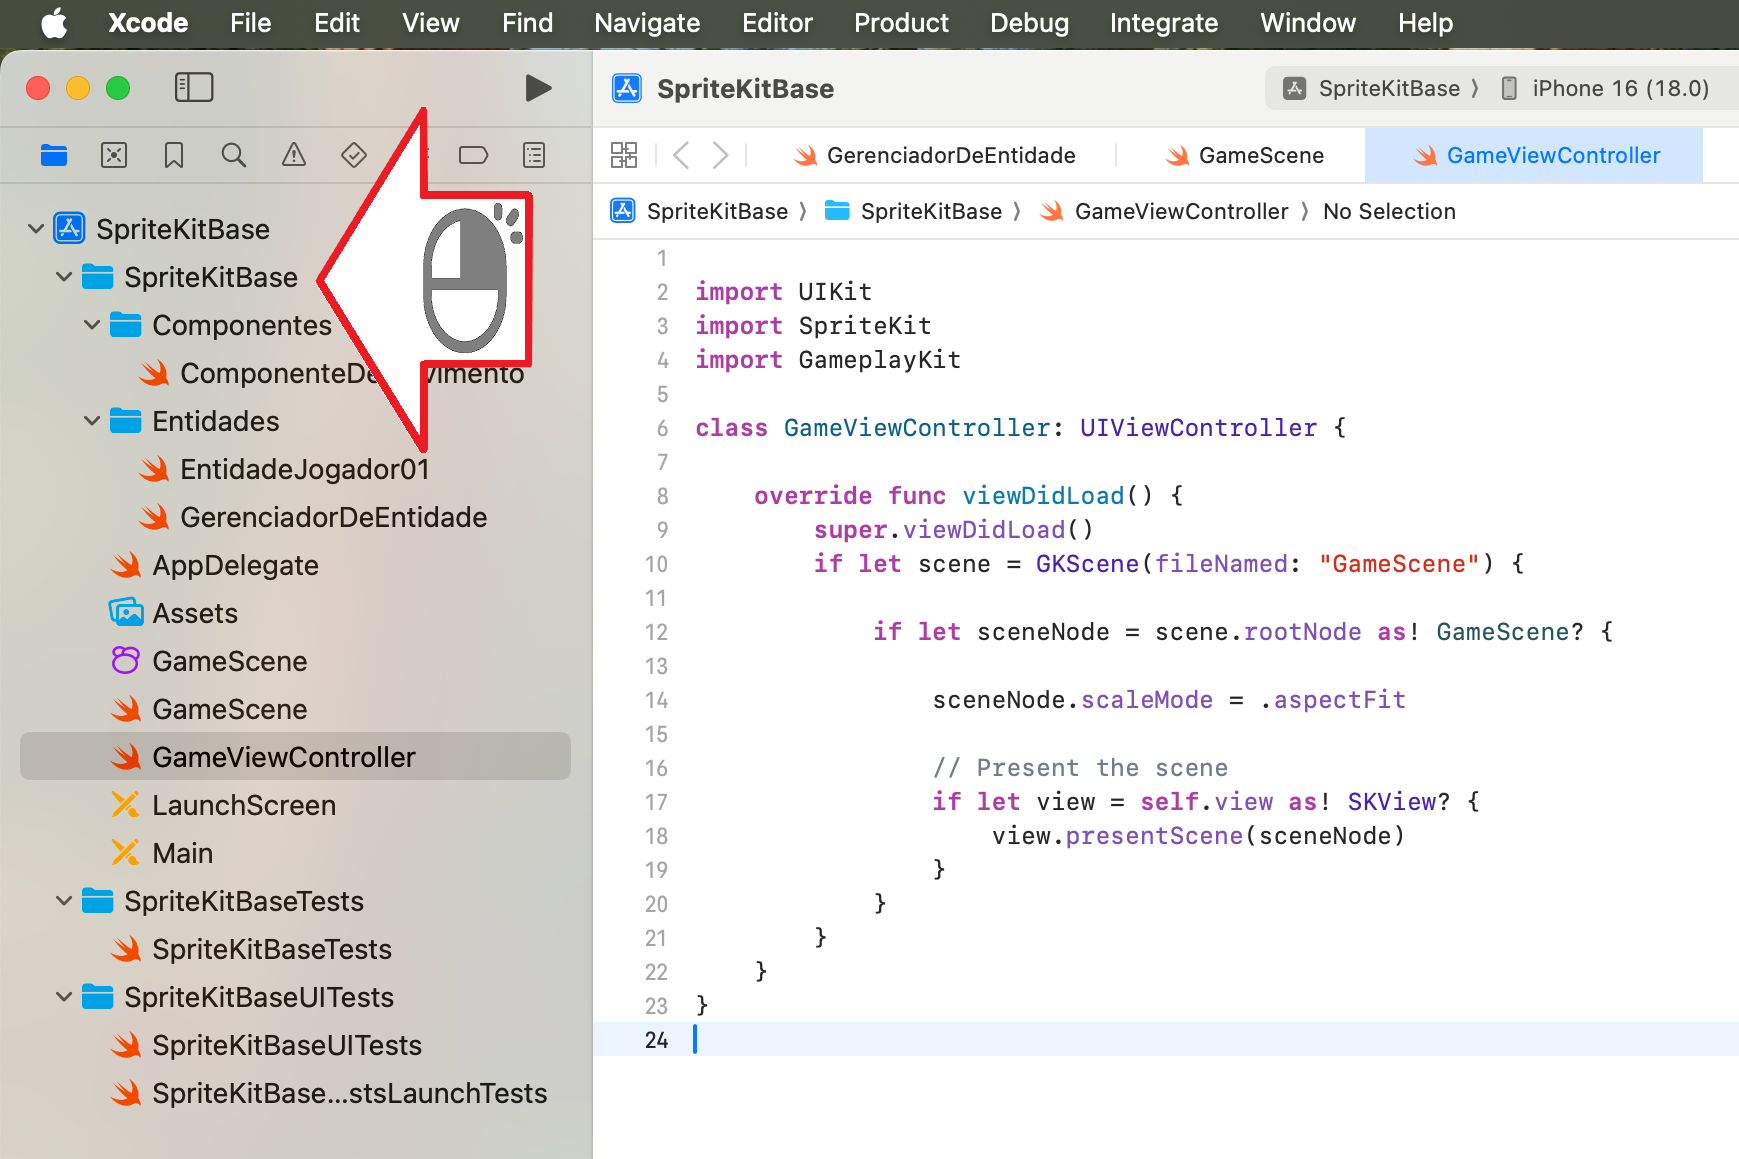 Xcode File Edit View Find Navigate Editor Product Debug Integrate Window Help
SpriteKitBase
SpriteKitBase 〉 iPhone 16 (18.0)
GerenciadorDeEntidade
GameScene
GameViewController
SpriteKitBase 〉 SpriteKitBase 〉 GameViewController 〉 No Selection
SpriteKitBase
SpriteKitBase
Componentes
ComponenteDe vimento
Entidades
EntidadeJogador01
GerenciadorDeEntidade
AppDelegate
Assets
GameScene
GameScene
GameViewController
LaunchScreen
Main
SpriteKitBaseTests
SpriteKitBaseTests
SpriteKitBaseUITests
SpriteKitBaseUITests
SpriteKitBase...stsLaunchTests
1
2 import UIKit
3 import SpriteKit
4 import GameplayKit
5
6 class GameViewController: UIViewController {
7
8 override func viewDidLoad() {
9 super.viewDidLoad()
10 if let scene = GKScene(fileNamed: "GameScene") {
11
12 if let sceneNode = scene.rootNode as! GameScene? {
13
14 sceneNode.scaleMode = .aspectFit
15
16 // Present the scene
17 if let view = self.view as! SKView? {
18 view.presentScene(sceneNode)
19 }
20 }
21 }
22 }
23 }
24